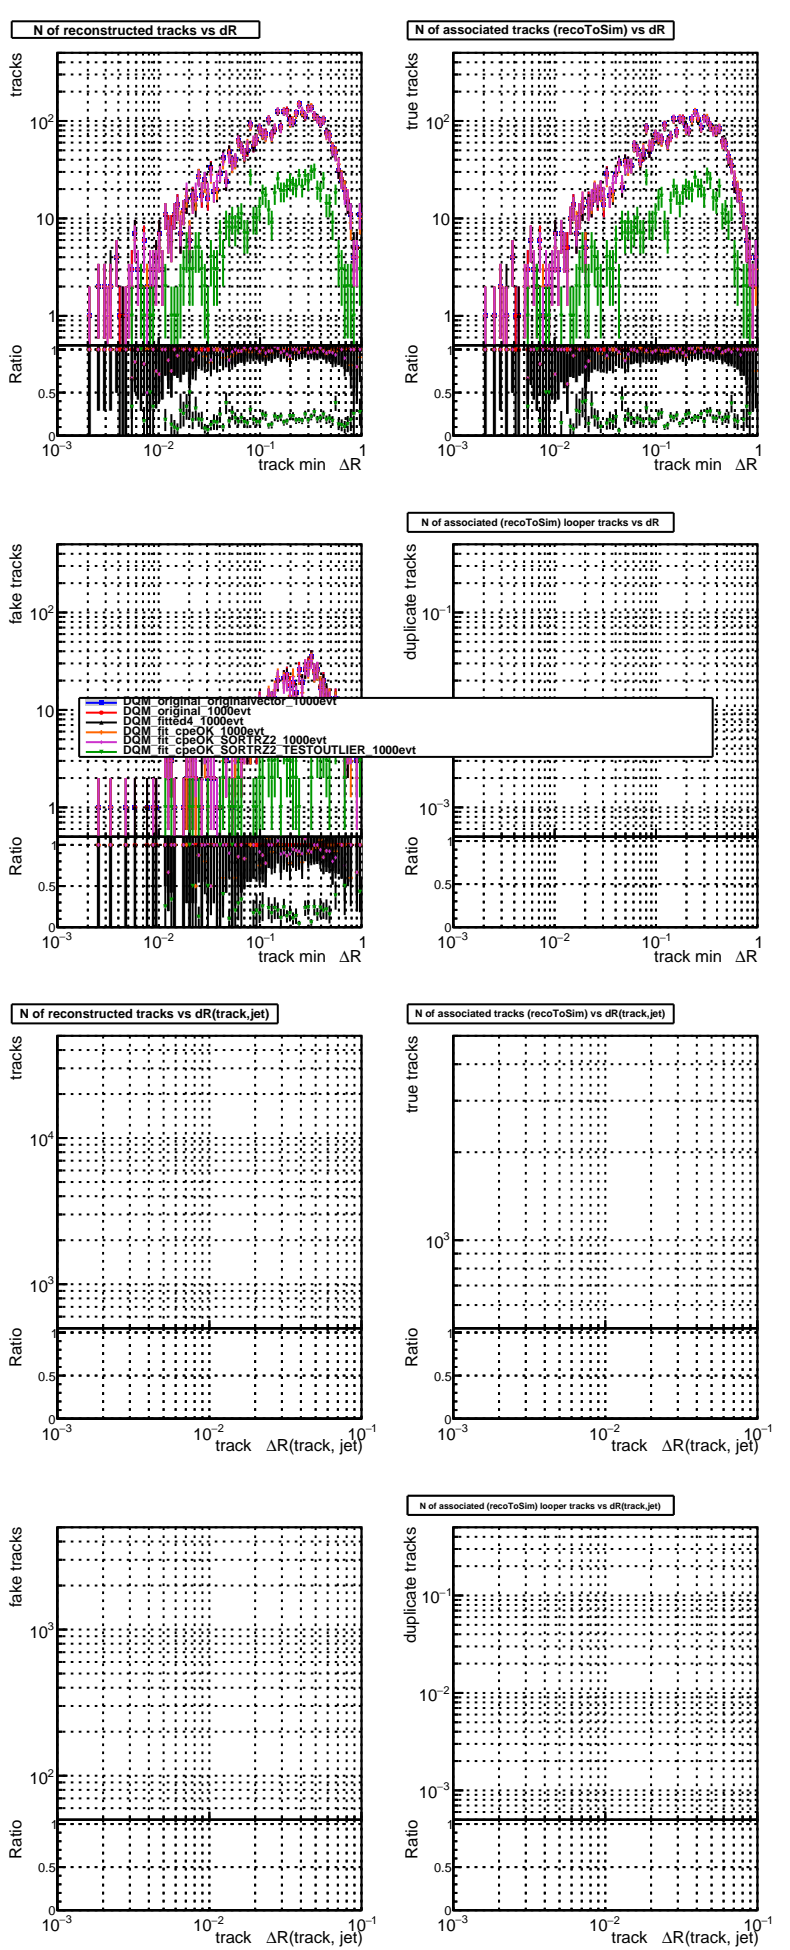 N of reconstructed tracks vs dR
tracks
10²
10
1
Ratio
1
0.5
0
10⁻³ 10⁻² 10⁻¹ 1
track min ΔR
N of associated tracks (recoToSim) vs dR
true tracks
10²
10
1
Ratio
1
0.5
0
10⁻³ 10⁻² 10⁻¹ 1
track min ΔR
fake tracks
10²
10
1
Ratio
1
0.5
0
10⁻³ 10⁻² 10⁻¹ 1
track min ΔR
N of associated (recoToSim) looper tracks vs dR
duplicate tracks
10⁻¹
10⁻³
Ratio
1
0.5
0
10⁻³ 10⁻² 10⁻¹ 1
track min ΔR
DQM_original_originalvector_1000evt
DQM_original_1000evt
DQM_fitted4_1000evt
DQM_fit_cpeOK_1000evt
DQM_fit_cpeOK_SORTRZ2_1000evt
DQM_fit_cpeOK_SORTRZ2_TESTOUTLIER_1000evt
N of reconstructed tracks vs dR(track,jet)
tracks
10⁴
10³
Ratio
1
0.5
0
10⁻³ 10⁻² 10⁻¹
track ΔR(track, jet)
N of associated tracks (recoToSim) vs dR(track,jet)
true tracks
10³
Ratio
1
0.5
0
10⁻³ 10⁻² 10⁻¹
track ΔR(track, jet)
fake tracks
10³
10²
Ratio
1
0.5
0
10⁻³ 10⁻² 10⁻¹
track ΔR(track, jet)
N of associated (recoToSim) looper tracks vs dR(track,jet)
duplicate tracks
10⁻¹
10⁻²
10⁻³
Ratio
1
0.5
0
10⁻³ 10⁻² 10⁻¹
track ΔR(track, jet)